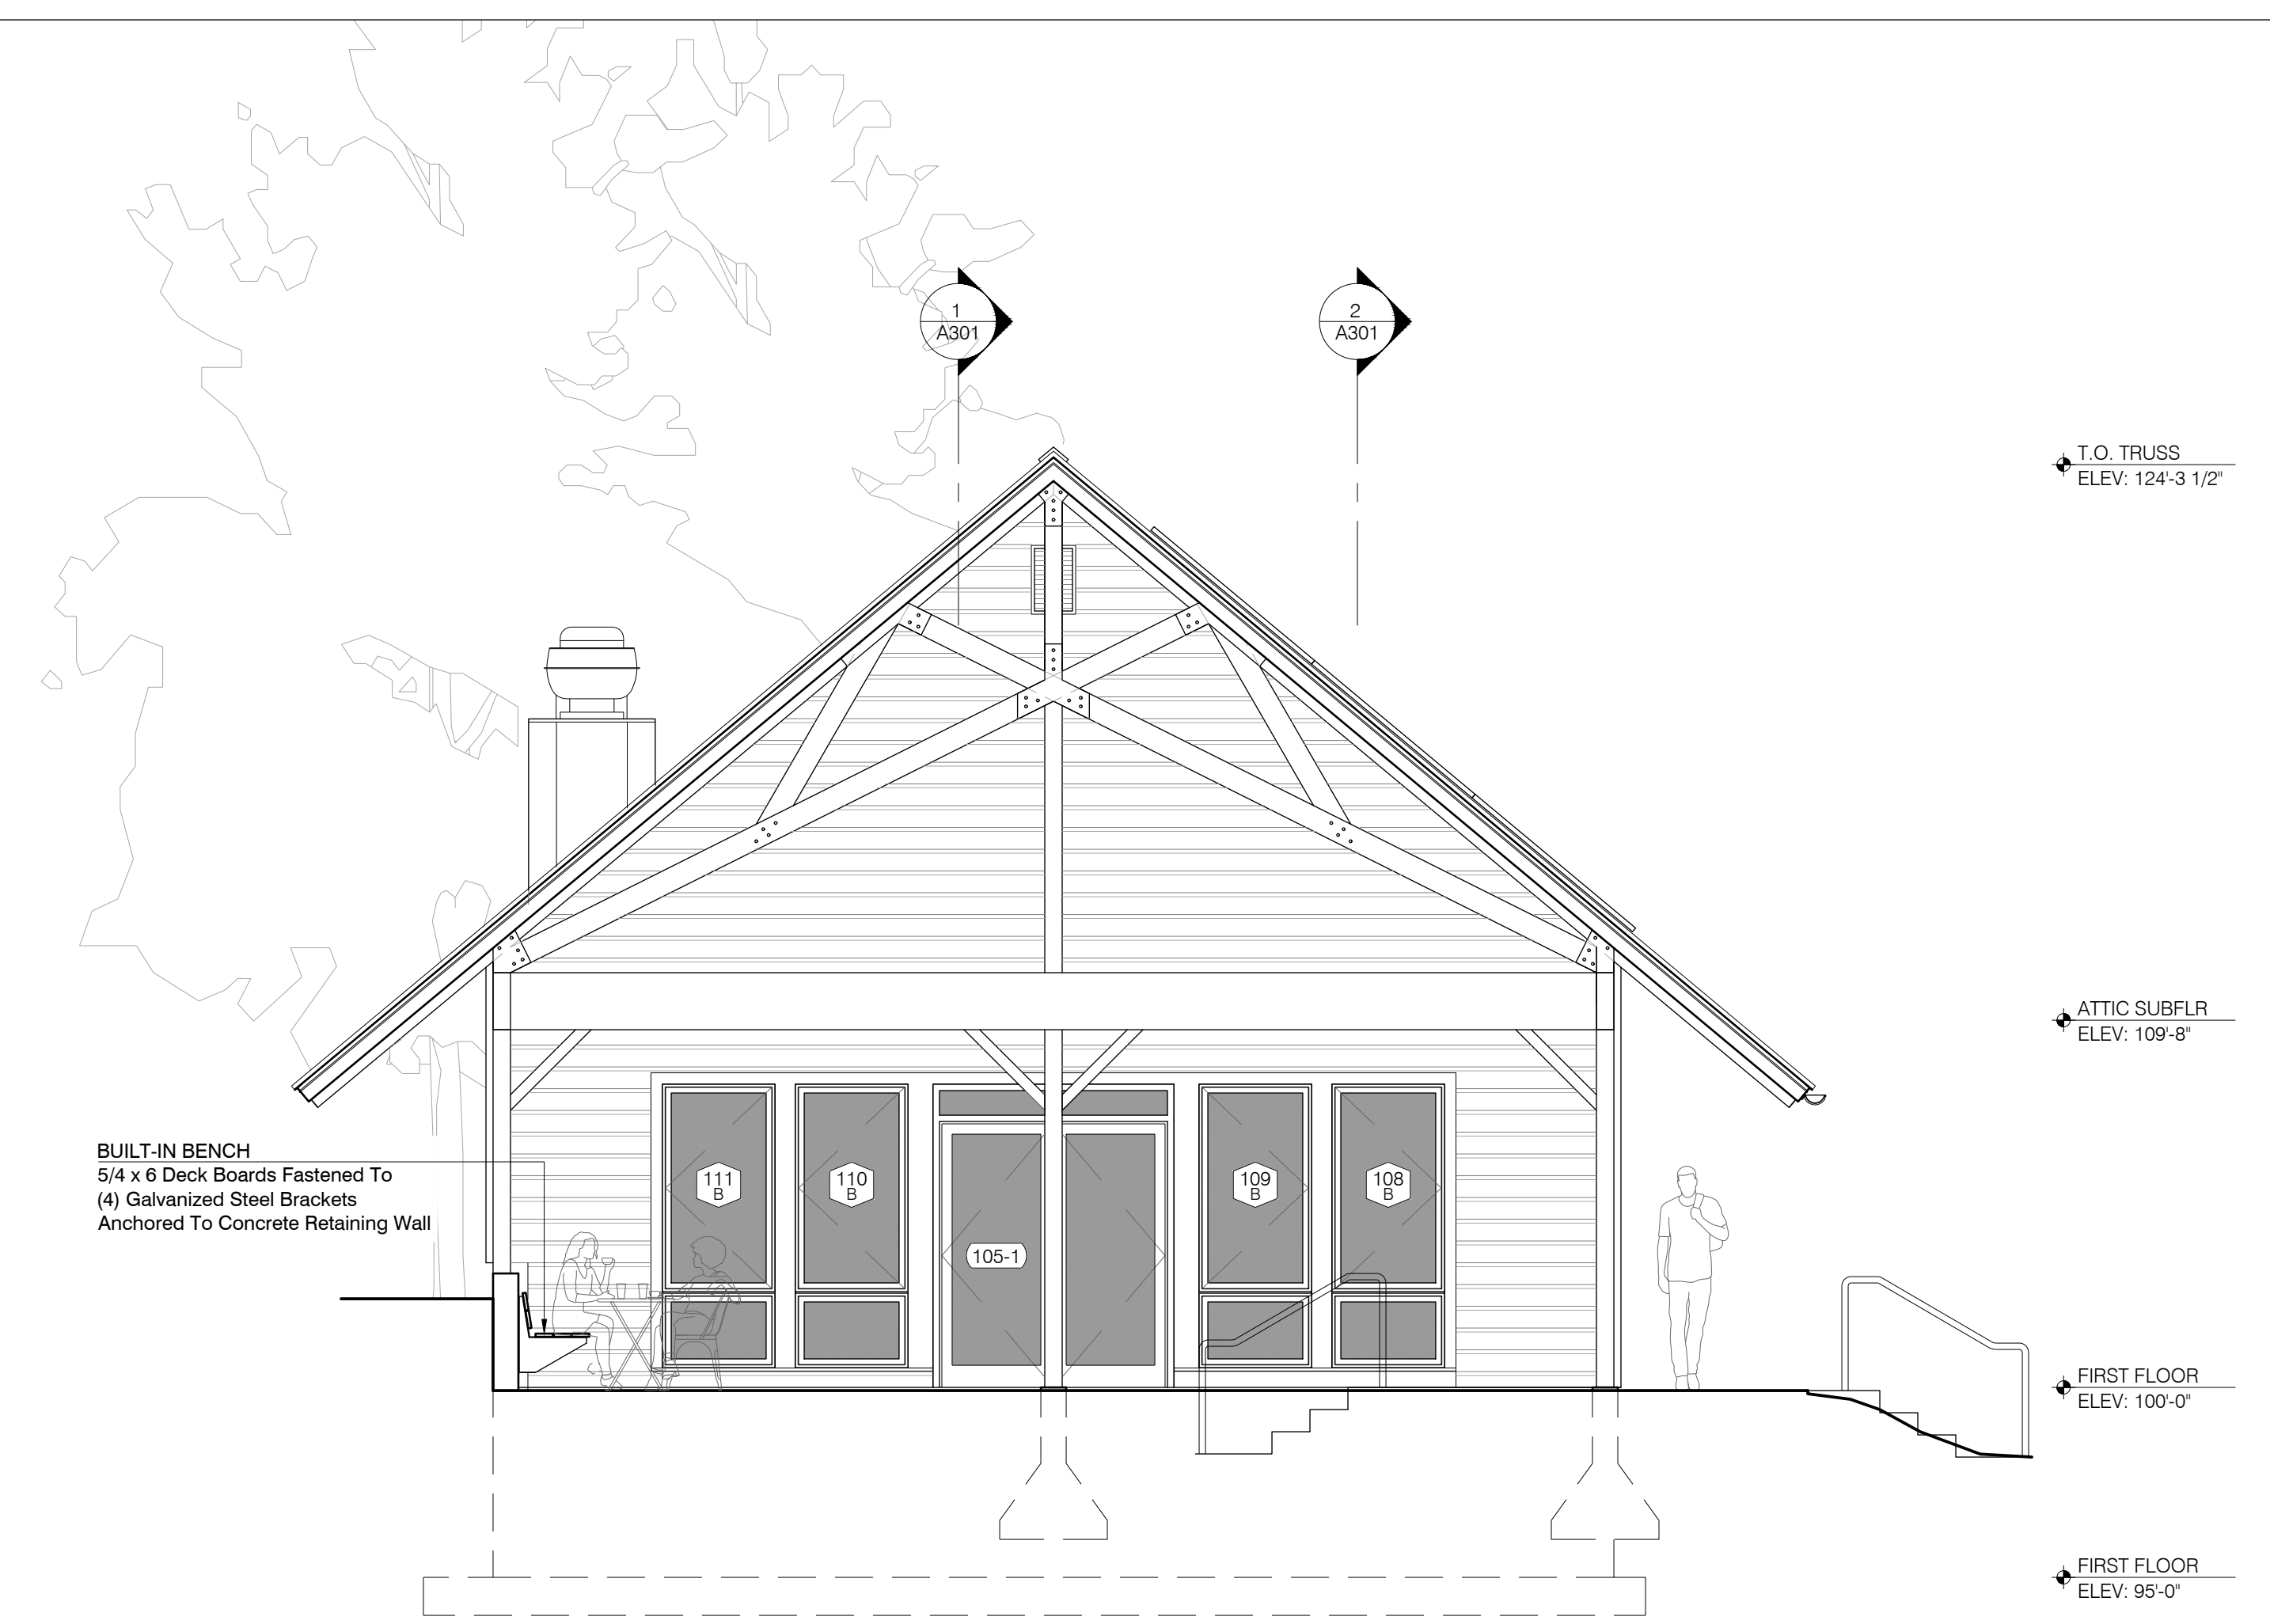 1
A301
2
A301
T.O. TRUSS
ELEV: 124'-3 1/2"
ATTIC SUBFLR
ELEV: 109'-8"
BUILT-IN BENCH
5/4 x 6 Deck Boards Fastened To
(4) Galvanized Steel Brackets
Anchored To Concrete Retaining Wall
111
B
110
B
109
B
108
B
105-1
FIRST FLOOR
ELEV: 100'-0"
FIRST FLOOR
ELEV: 95'-0"